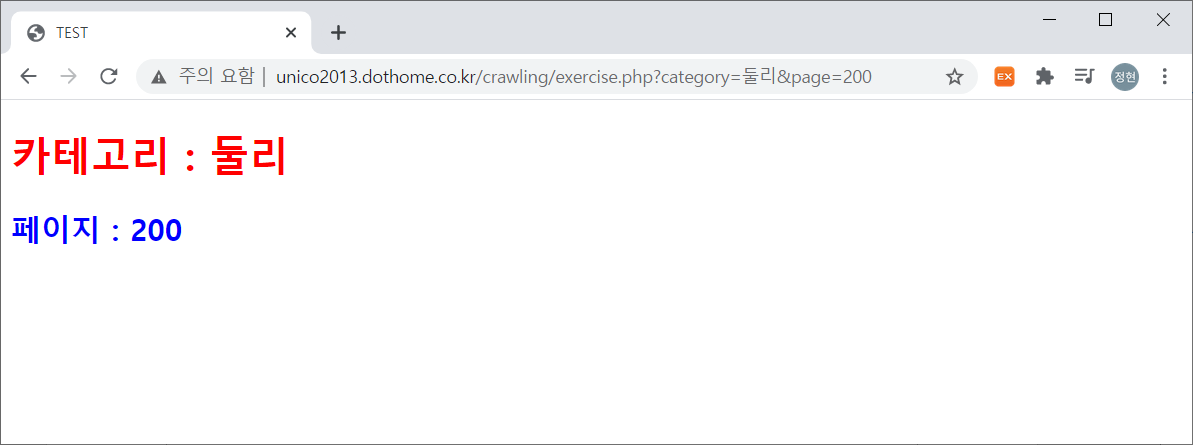 TEST
주의 요함 | unico2013.dothome.co.kr/crawling/exercise.php?category=둘리&page=200
EX
정현
카테고리 : 둘리
페이지 : 200